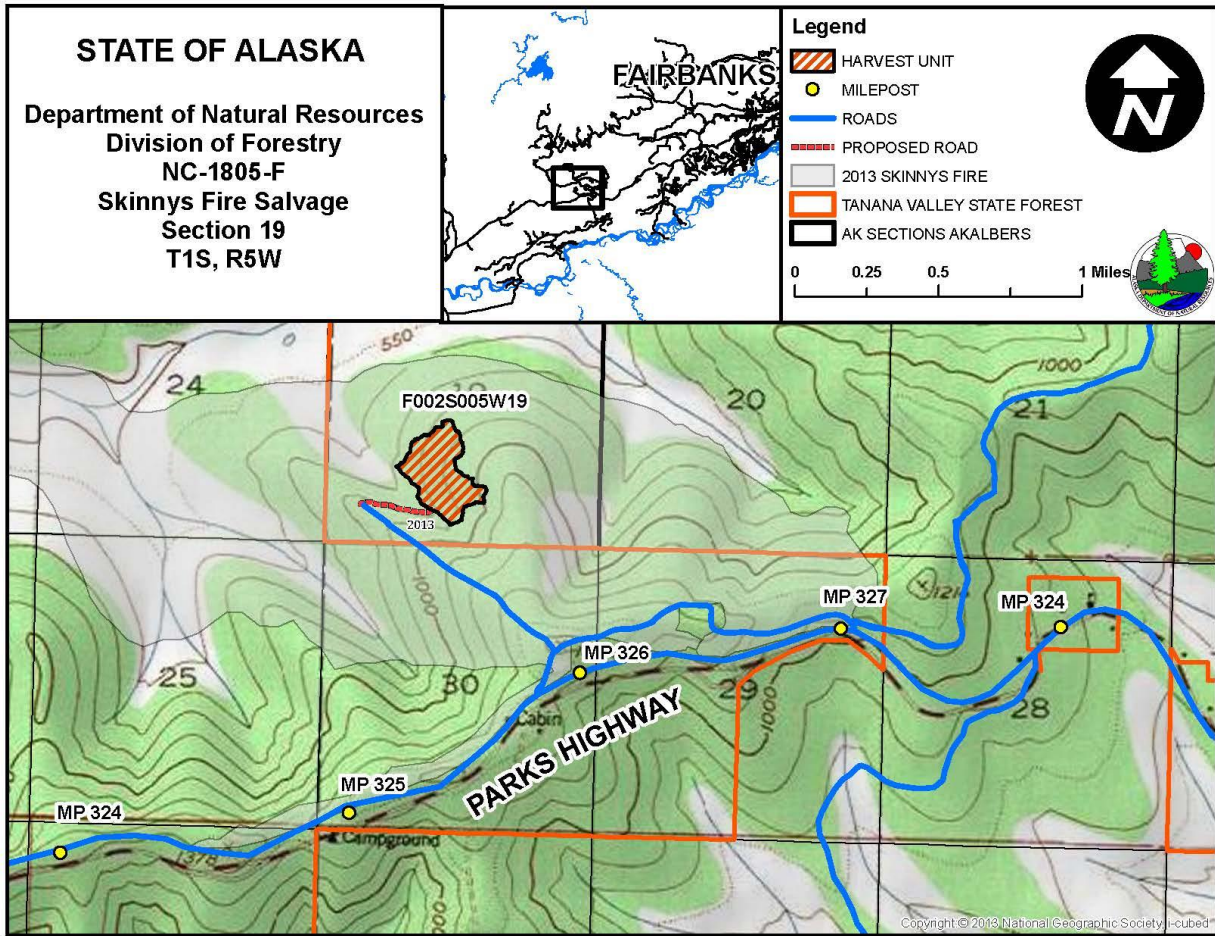 STATE OF ALASKA
Department of Natural Resources
Division of Forestry
NC-1805-F
Skinnys Fire Salvage
Section 19
T1S, R5W
FAIRBANKS
Legend
HARVEST UNIT
MILEPOST
ROADS
PROPOSED ROAD
2013 SKINNYS FIRE
TANANA VALLEY STATE FOREST
AK SECTIONS AKALBERS
0 0.25 0.5 1 Miles
N
24
550
F002S005W19
20
1000
21
2013
1000
MP 327
MP 324
MP 326
25
30
29
1000
28
Cabin
PARKS HIGHWAY
MP 325
MP 324
1378
Campground
Copyright © 2013 National Geographic Society, i-cubed